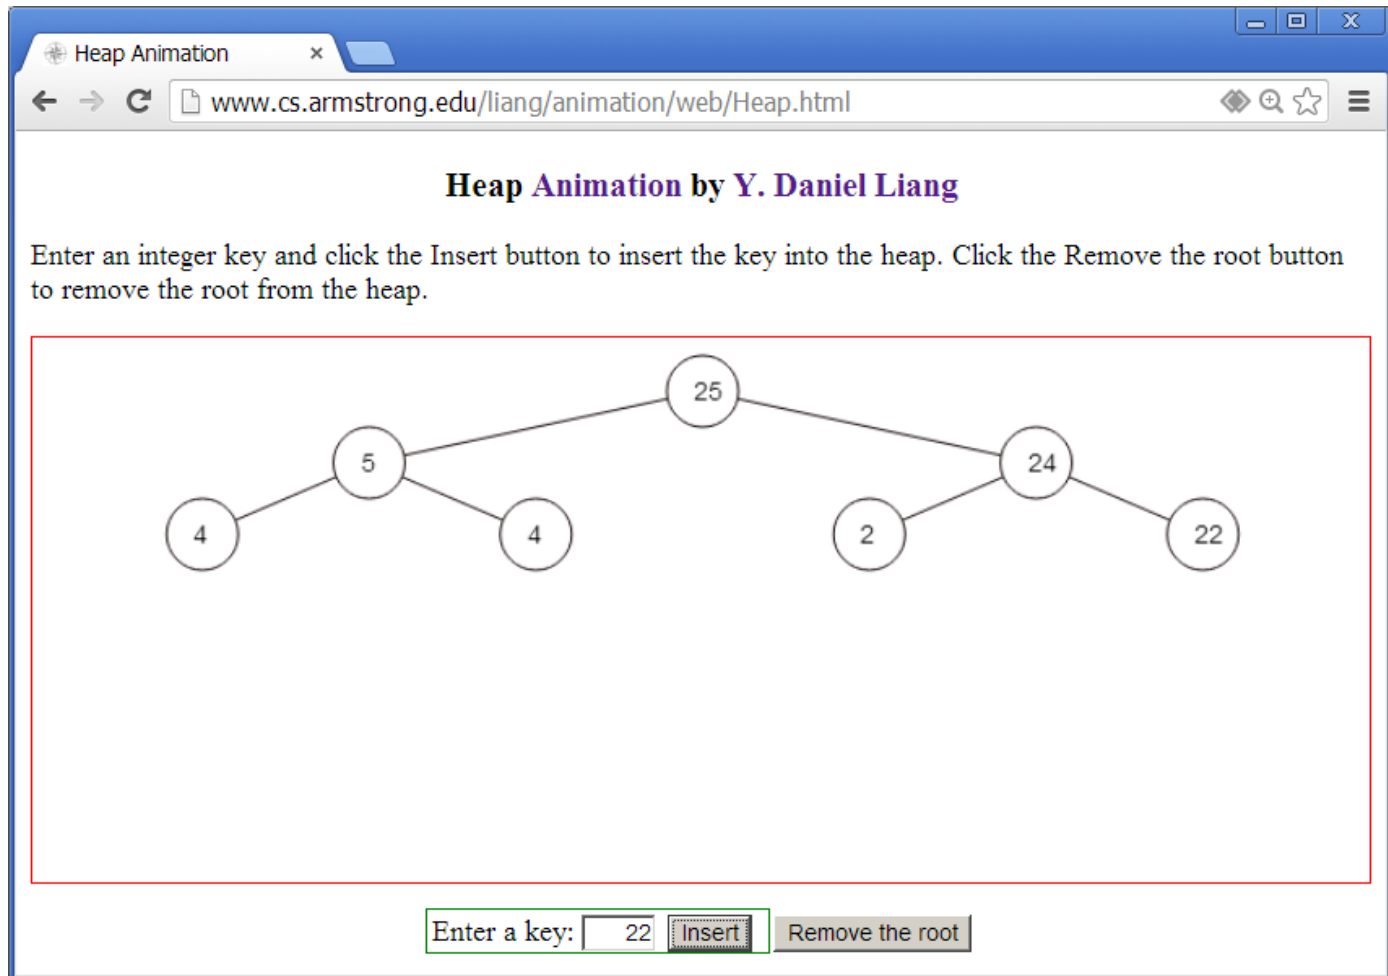 Heap Animation
www.cs.armstrong.edu/liang/animation/web/Heap.html
Heap Animation by Y. Daniel Liang
Enter an integer key and click the Insert button to insert the key into the heap. Click the Remove the root button
to remove the root from the heap.
25
5 24
4 4 2 22
Enter a key: 22 Insert Remove the root